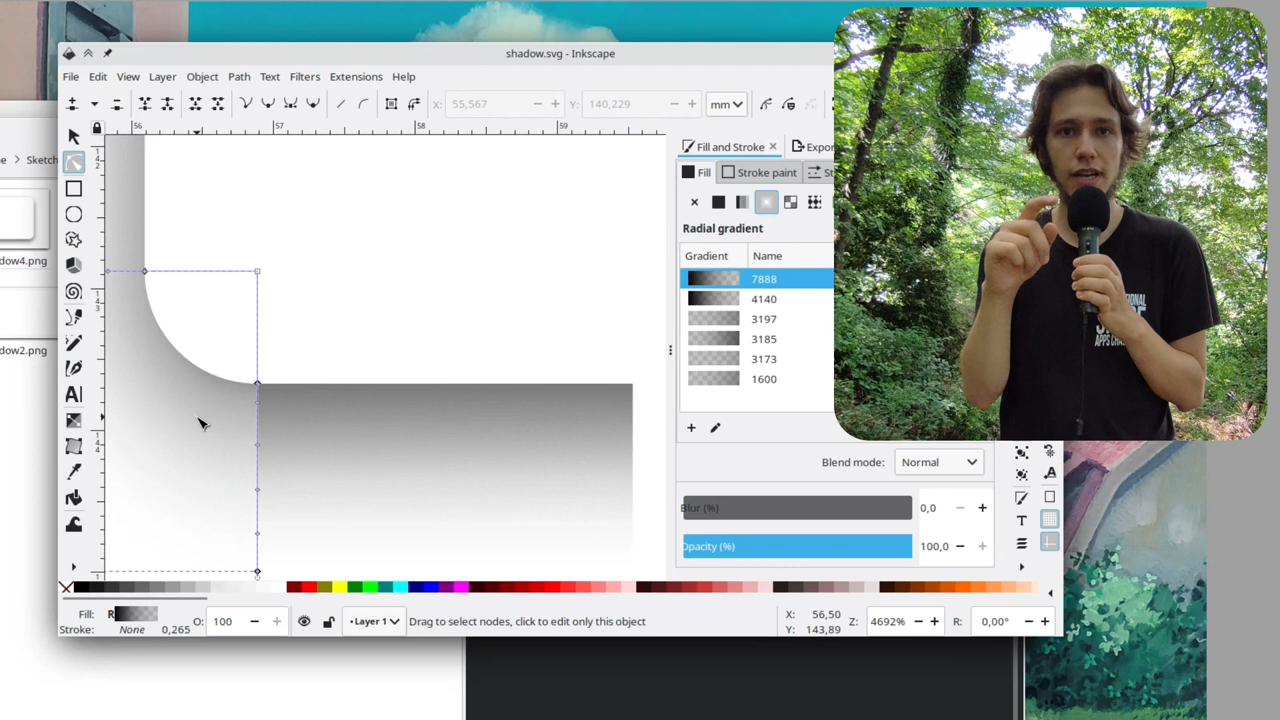 shadow.svg - Inkscape
File Edit View Layer Object Path Text Filters Extensions Help
X: 55,567 - + Y: 140,229 - + mm
56 57 58 59
Sketch
Fill and Stroke Expor
Fill Stroke paint St
Radial gradient
Gradient Name
7888
4140
3197
3185
3173
1600
dow4.png
dow2.png
Blend mode: Normal
Blur (%) 0,0 - +
Opacity (%) 100,0 - +
Fill: R O: 100 - + Layer 1 Drag to select nodes, click to edit only this object X: 56,50 Z: 4692% - + R: 0,00° - +
Stroke: None 0,265 Y: 143,89
APPS